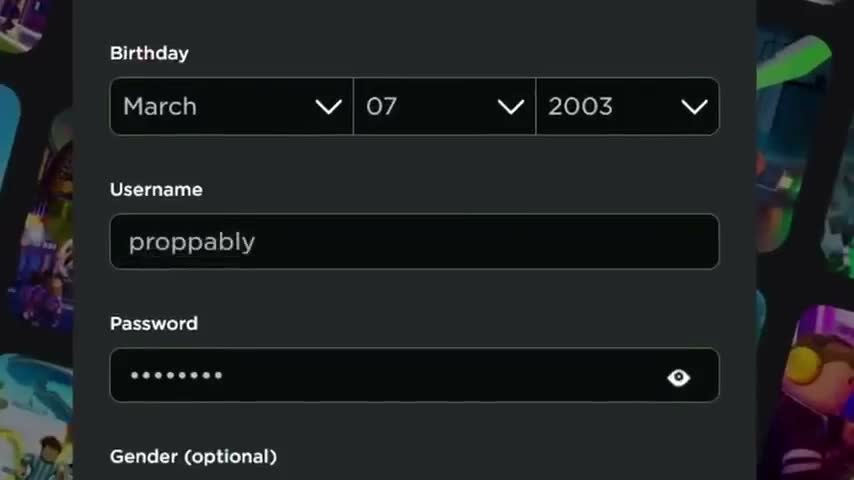 Birthday
March 07 2003
Username
proppably
Password
••••••••
Gender (optional)